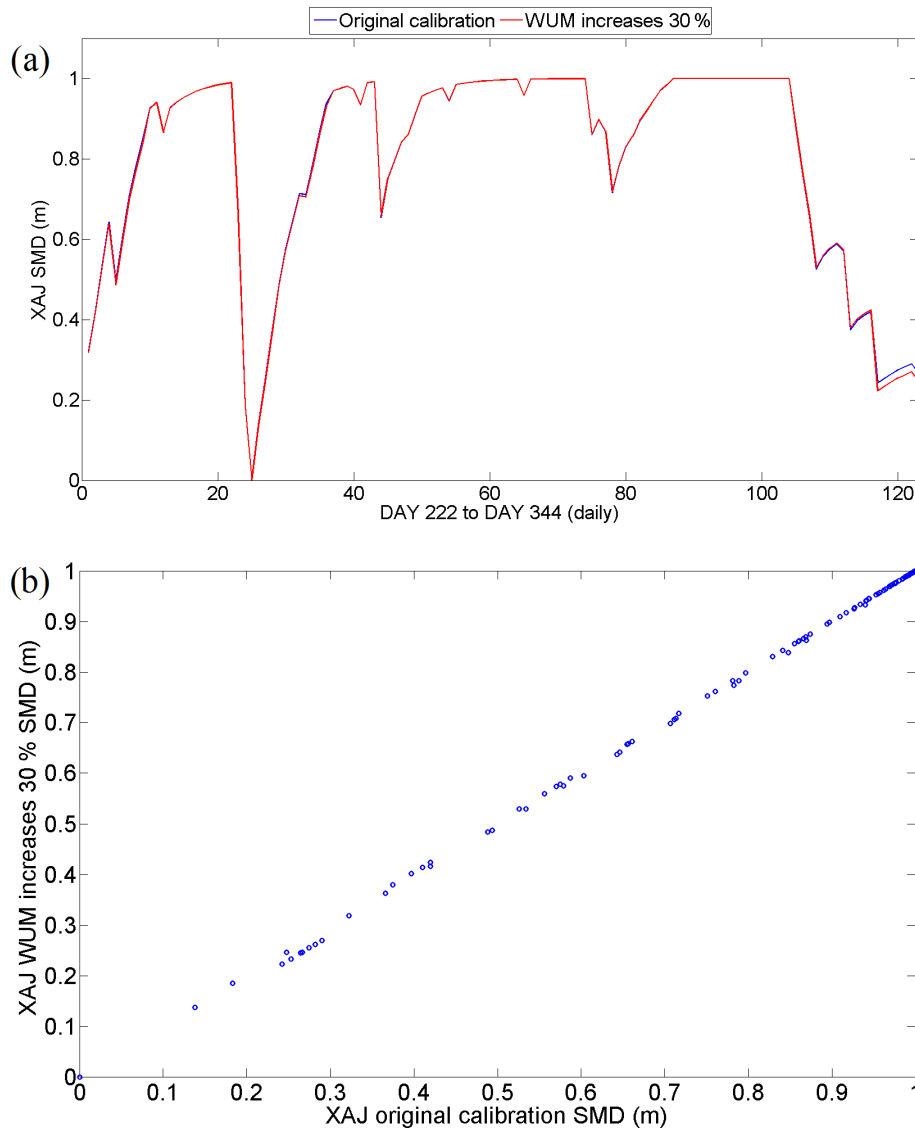 Original calibration WUM increases 30 %
(a)
1
0.8
0.6
0.4
0.2
0
XAJ SMD (m)
0 20 40 60 80 100 120
DAY 222 to DAY 344 (daily)
(b)
1
0.9
0.8
0.7
0.6
0.5
0.4
0.3
0.2
0.1
0
XAJ WUM increases 30 % SMD (m)
0 0.1 0.2 0.3 0.4 0.5 0.6 0.7 0.8 0.9 1
XAJ original calibration SMD (m)